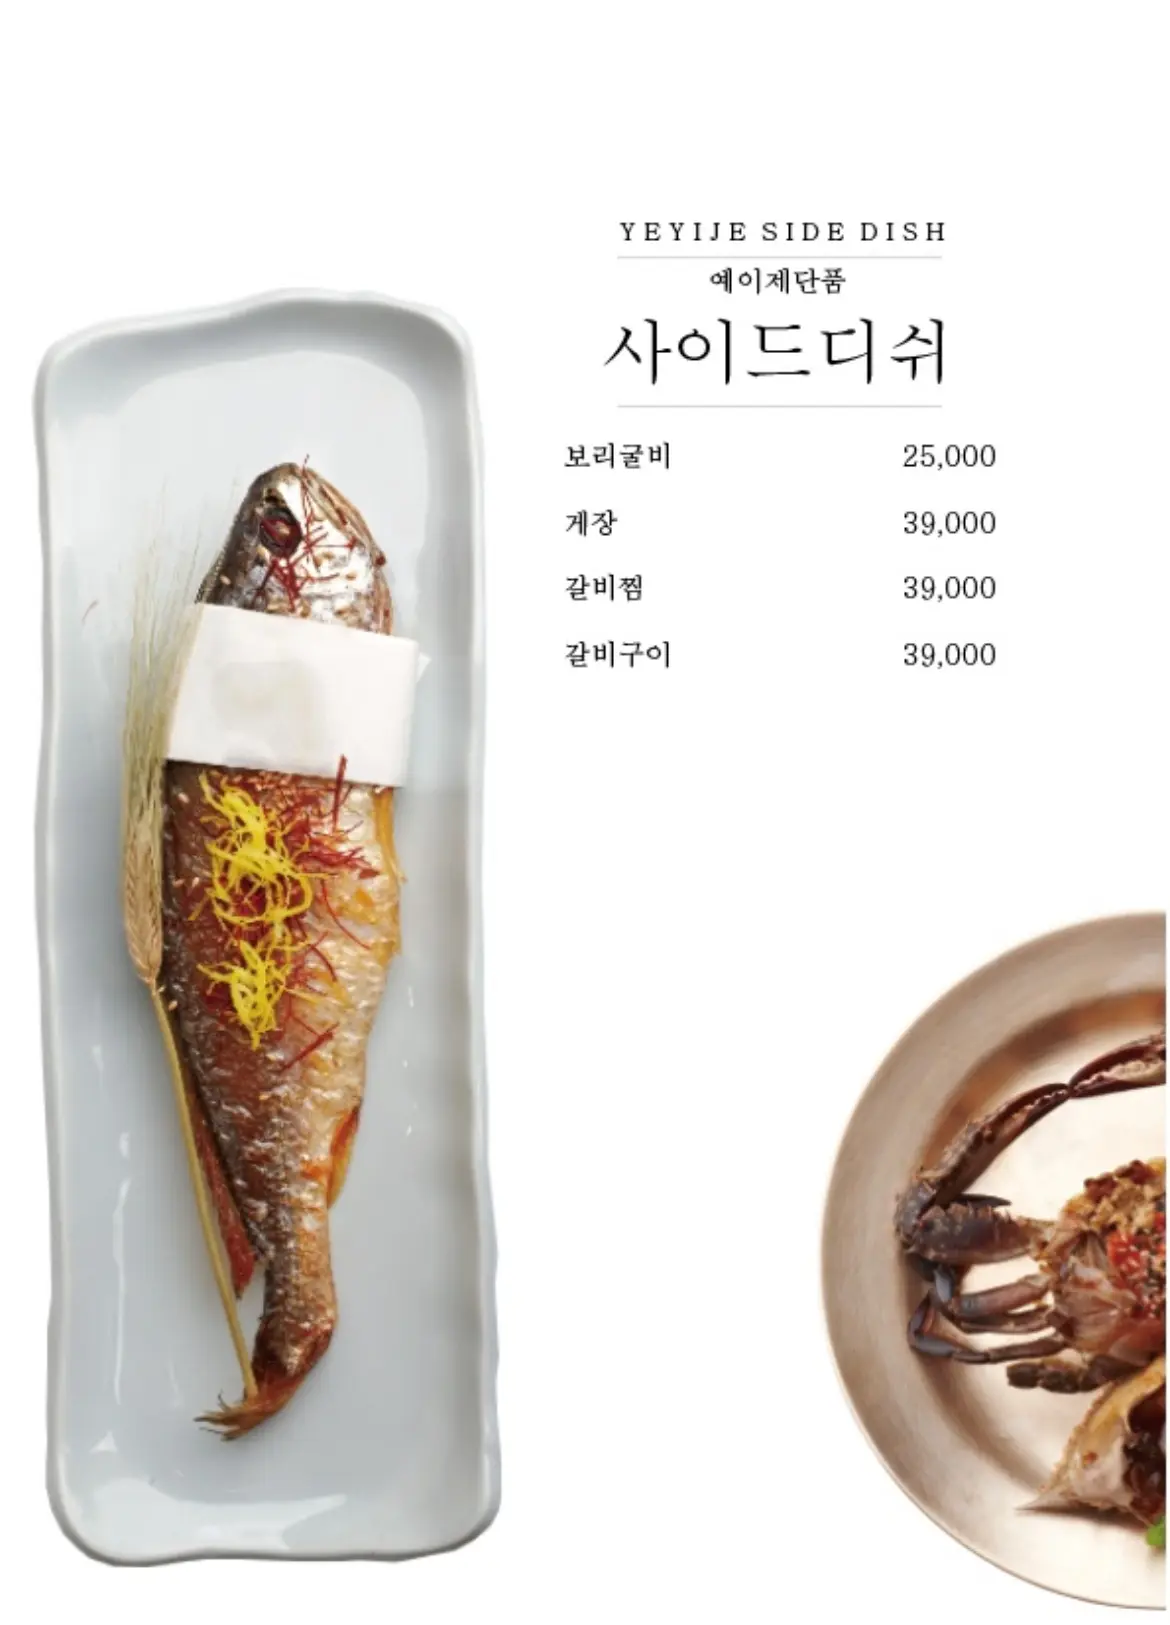 YEYIJE SIDE DISH
예이제단품
사이드디쉬
보리굴비 25,000
게장 39,000
갈비찜 39,000
갈비구이 39,000